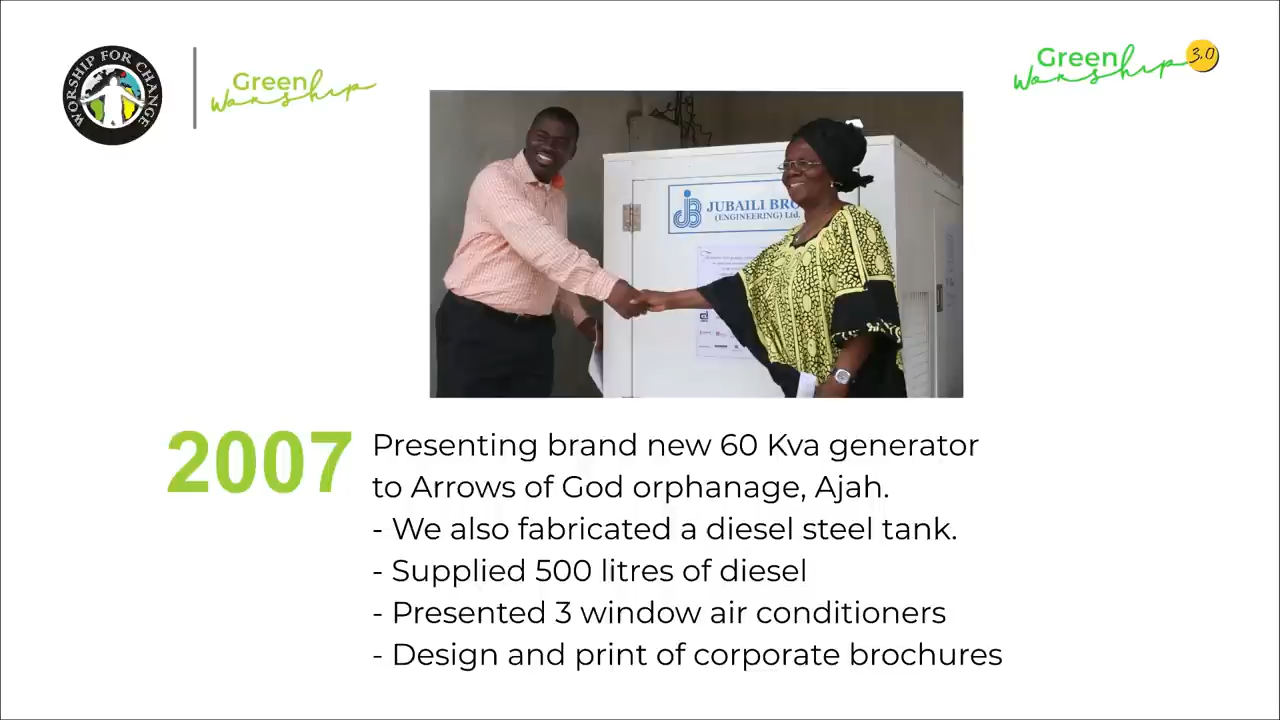 WORSHIP FOR CHANGE
Green
Worship
Green
Worship 3.0
JUBAILI BRO
(ENGINEERING) Ltd.
2007
Presenting brand new 60 Kva generator
to Arrows of God orphanage, Ajah.
- We also fabricated a diesel steel tank.
- Supplied 500 litres of diesel
- Presented 3 window air conditioners
- Design and print of corporate brochures